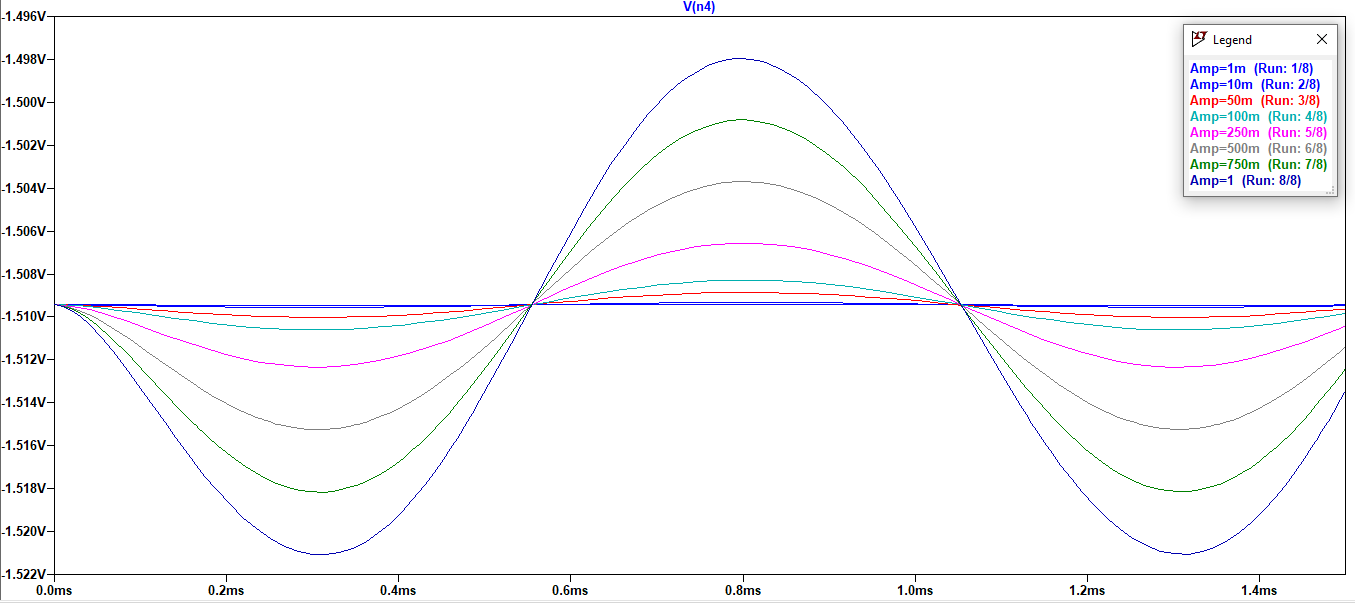 V(n4)
-1.496V
-1.498V
-1.500V
-1.502V
-1.504V
-1.506V
-1.508V
-1.510V
-1.512V
-1.514V
-1.516V
-1.518V
-1.520V
-1.522V
0.0ms 0.2ms 0.4ms 0.6ms 0.8ms 1.0ms 1.2ms 1.4ms
Legend
Amp=1m (Run: 1/8)
Amp=10m (Run: 2/8)
Amp=50m (Run: 3/8)
Amp=100m (Run: 4/8)
Amp=250m (Run: 5/8)
Amp=500m (Run: 6/8)
Amp=750m (Run: 7/8)
Amp=1 (Run: 8/8)